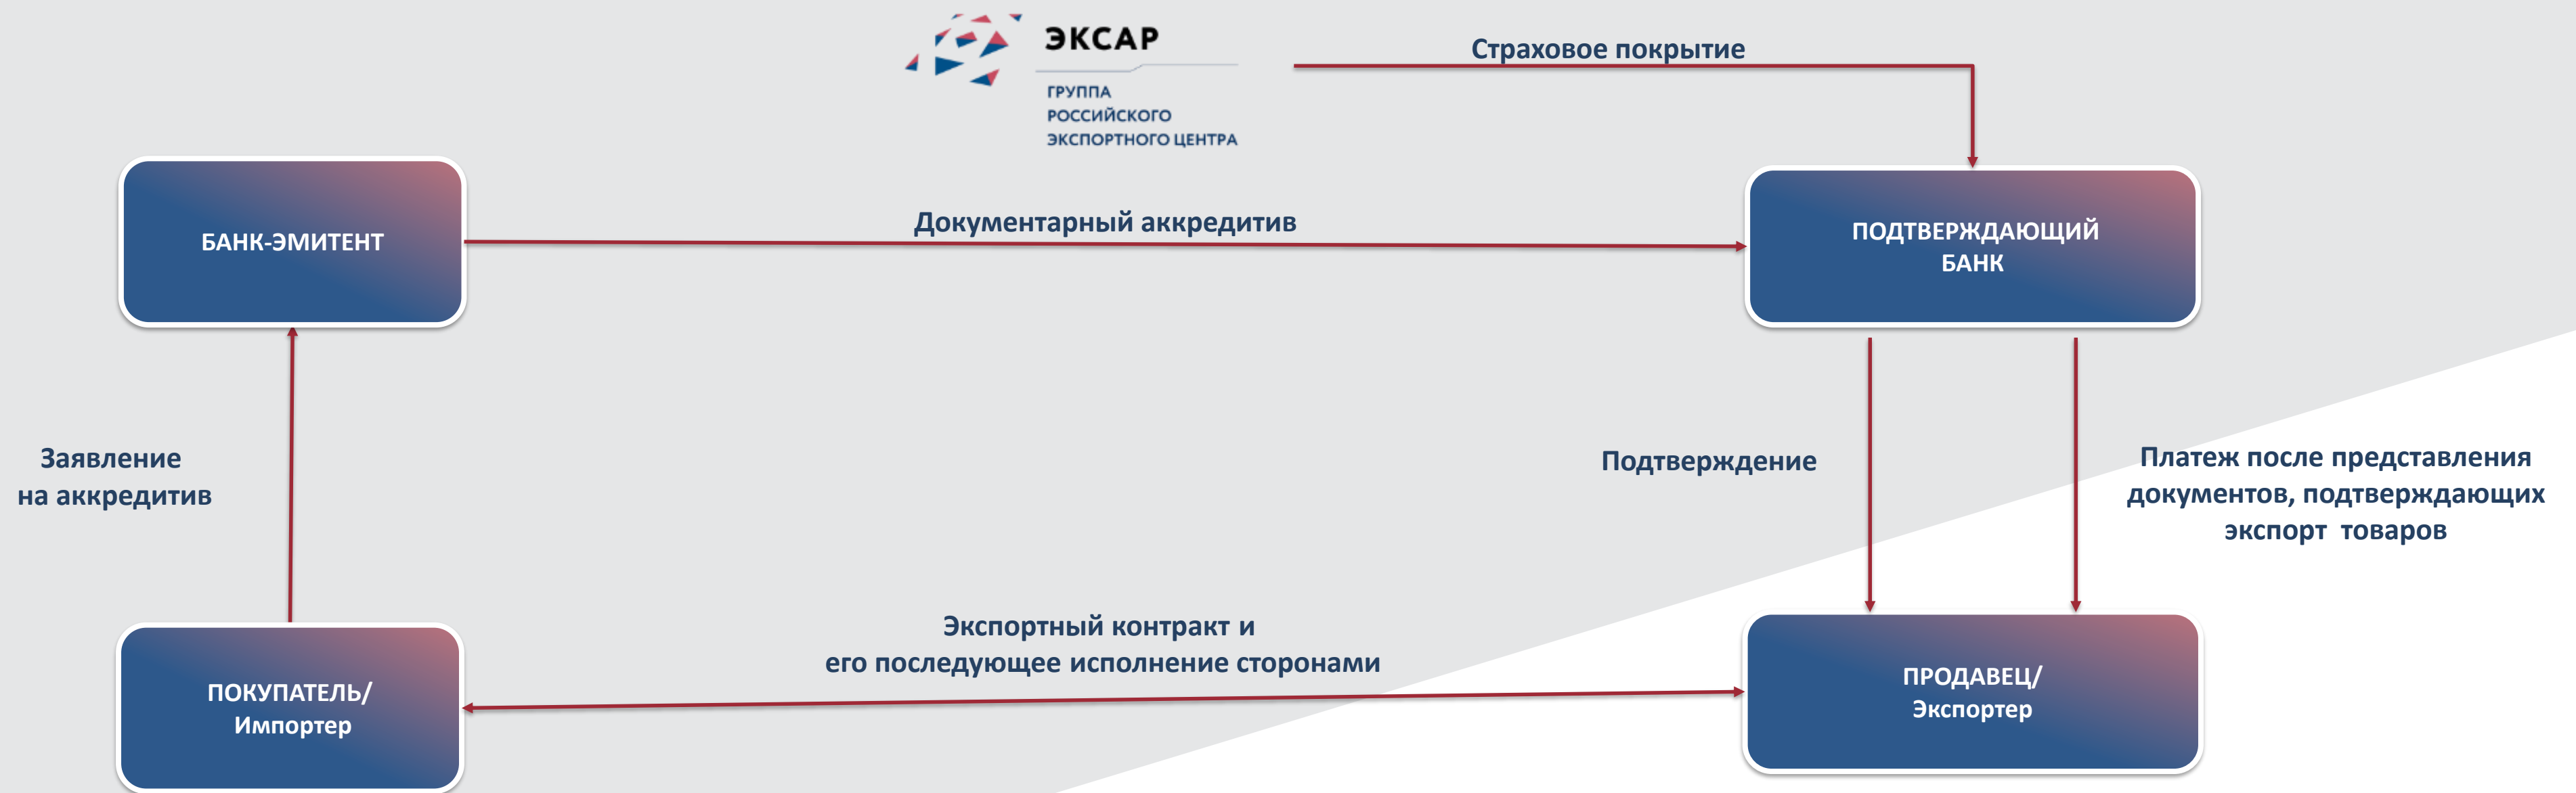 ЭКСАР
ГРУППА
РОССИЙСКОГО
ЭКСПОРТНОГО ЦЕНТРА
Страховое покрытие
БАНК-ЭМИТЕНТ
Документарный аккредитив
ПОДТВЕРЖДАЮЩИЙ
БАНК
Заявление
на аккредитив
Подтверждение
Платеж после представления
документов, подтверждающих
экспорт товаров
Экспортный контракт и
его последующее исполнение сторонами
ПОКУПАТЕЛЬ/
Импортер
ПРОДАВЕЦ/
Экспортер